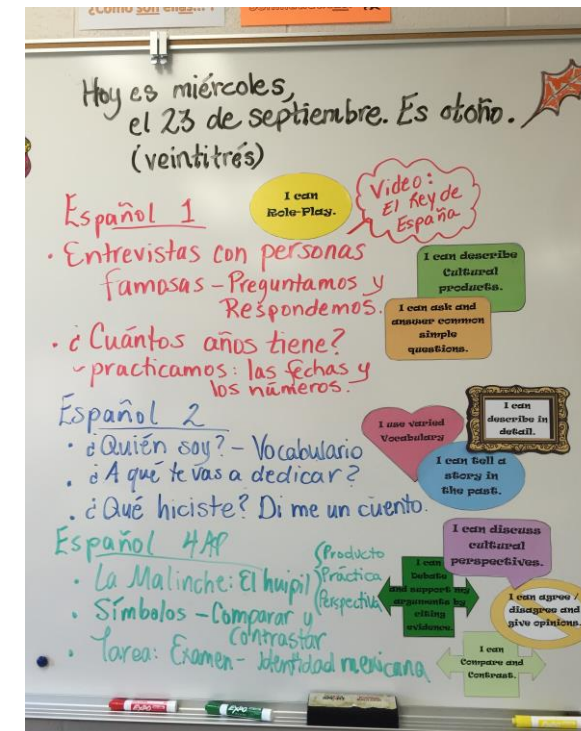 ¿Cómo son ellas...?
Hoy es miércoles,
el 23 de septiembre. Es otoño.
(veintitrés)
I can
Role-Play.
Video:
El Rey de
España
Español 1
• Entrevistas con personas
famosas – Preguntamos y
Respondemos.
I can describe
Cultural
products.
I can ask and
answer common
simple
questions.
• ¿Cuántos años tiene?
- practicamos: las fechas y
los números.
Español 2
I use varied
Vocabulary
I can
describe in
detail.
• ¿Quién soy? – Vocabulario
• ¿A qué te vas a dedicar?
I can tell a
story in
the past.
• ¿Qué hiciste? Di me un cuento.
Español 4AP
I can discuss
cultural
perspectives.
• La Malinche: El huipil
(Producto
Práctica
Perspectiva
I can
Debate
and support my
arguments by
citing
evidence.
I can agree /
disagree and
give opinions.
• Símbolos – Comparar y
Contrastar
• Tarea: Examen – Identidad mexicana
I can
Compare and
Contrast.
EXPO
EXPO